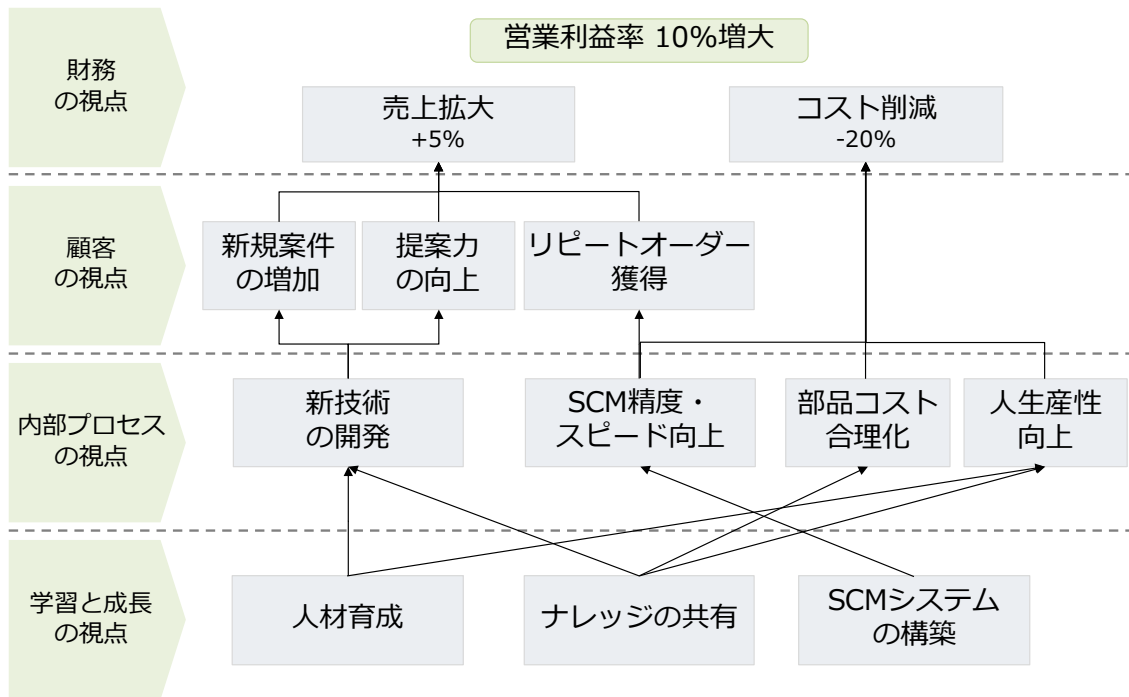 営業利益率 10%増大
財務
の視点
売上拡大
+5%
コスト削減
-20%
顧客
の視点
新規案件
の増加
提案力
の向上
リピートオーダー
獲得
内部プロセス
の視点
新技術
の開発
SCM精度・
スピード向上
部品コスト
合理化
人生産性
向上
学習と成長
の視点
人材育成
ナレッジの共有
SCMシステム
の構築